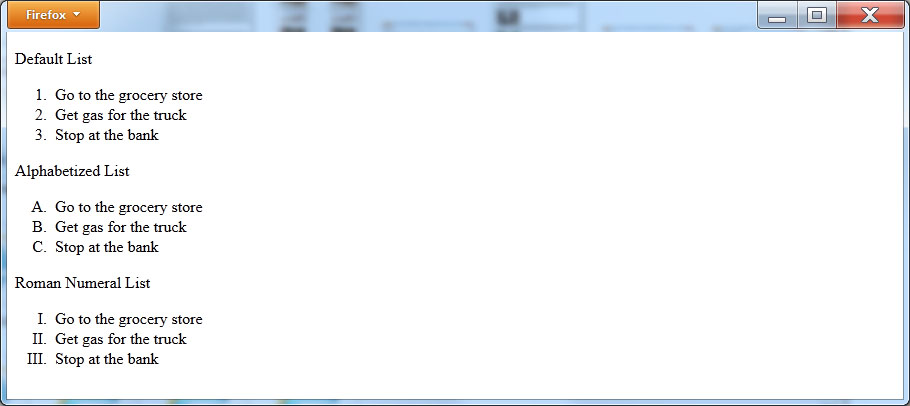 Firefox
Default List
1. Go to the grocery store
2. Get gas for the truck
3. Stop at the bank
Alphabetized List
A. Go to the grocery store
B. Get gas for the truck
C. Stop at the bank
Roman Numeral List
I. Go to the grocery store
II. Get gas for the truck
III. Stop at the bank